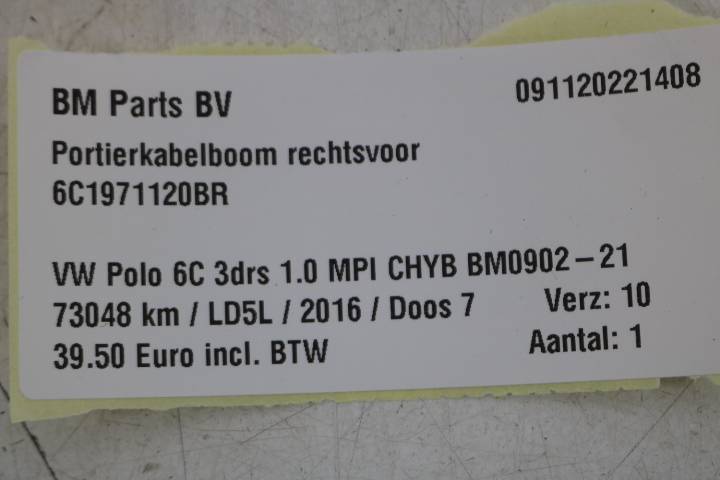 BM Parts BV 091120221408
Portierkabelboom rechtsvoor
6C1971120BR
VW Polo 6C 3drs 1.0 MPI CHYB BM0902-21
73048 km / LD5L / 2016 / Doos 7 Verz: 10
39.50 Euro incl. BTW Aantal: 1